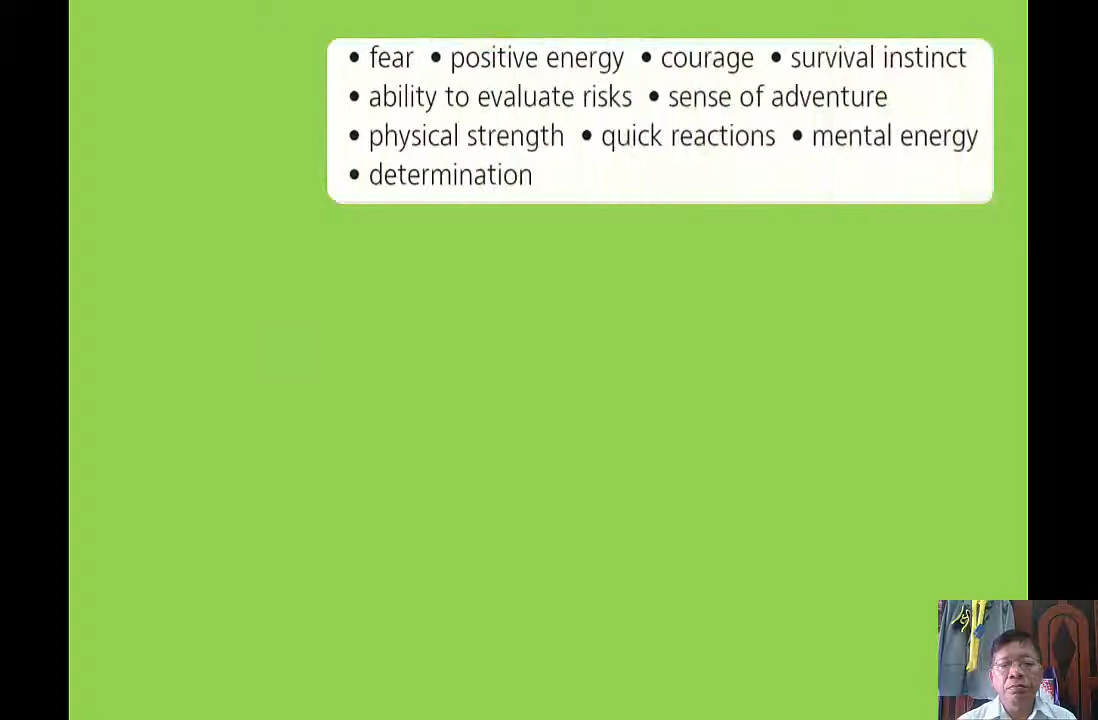 • fear • positive energy • courage • survival instinct
• ability to evaluate risks • sense of adventure
• physical strength • quick reactions • mental energy
• determination